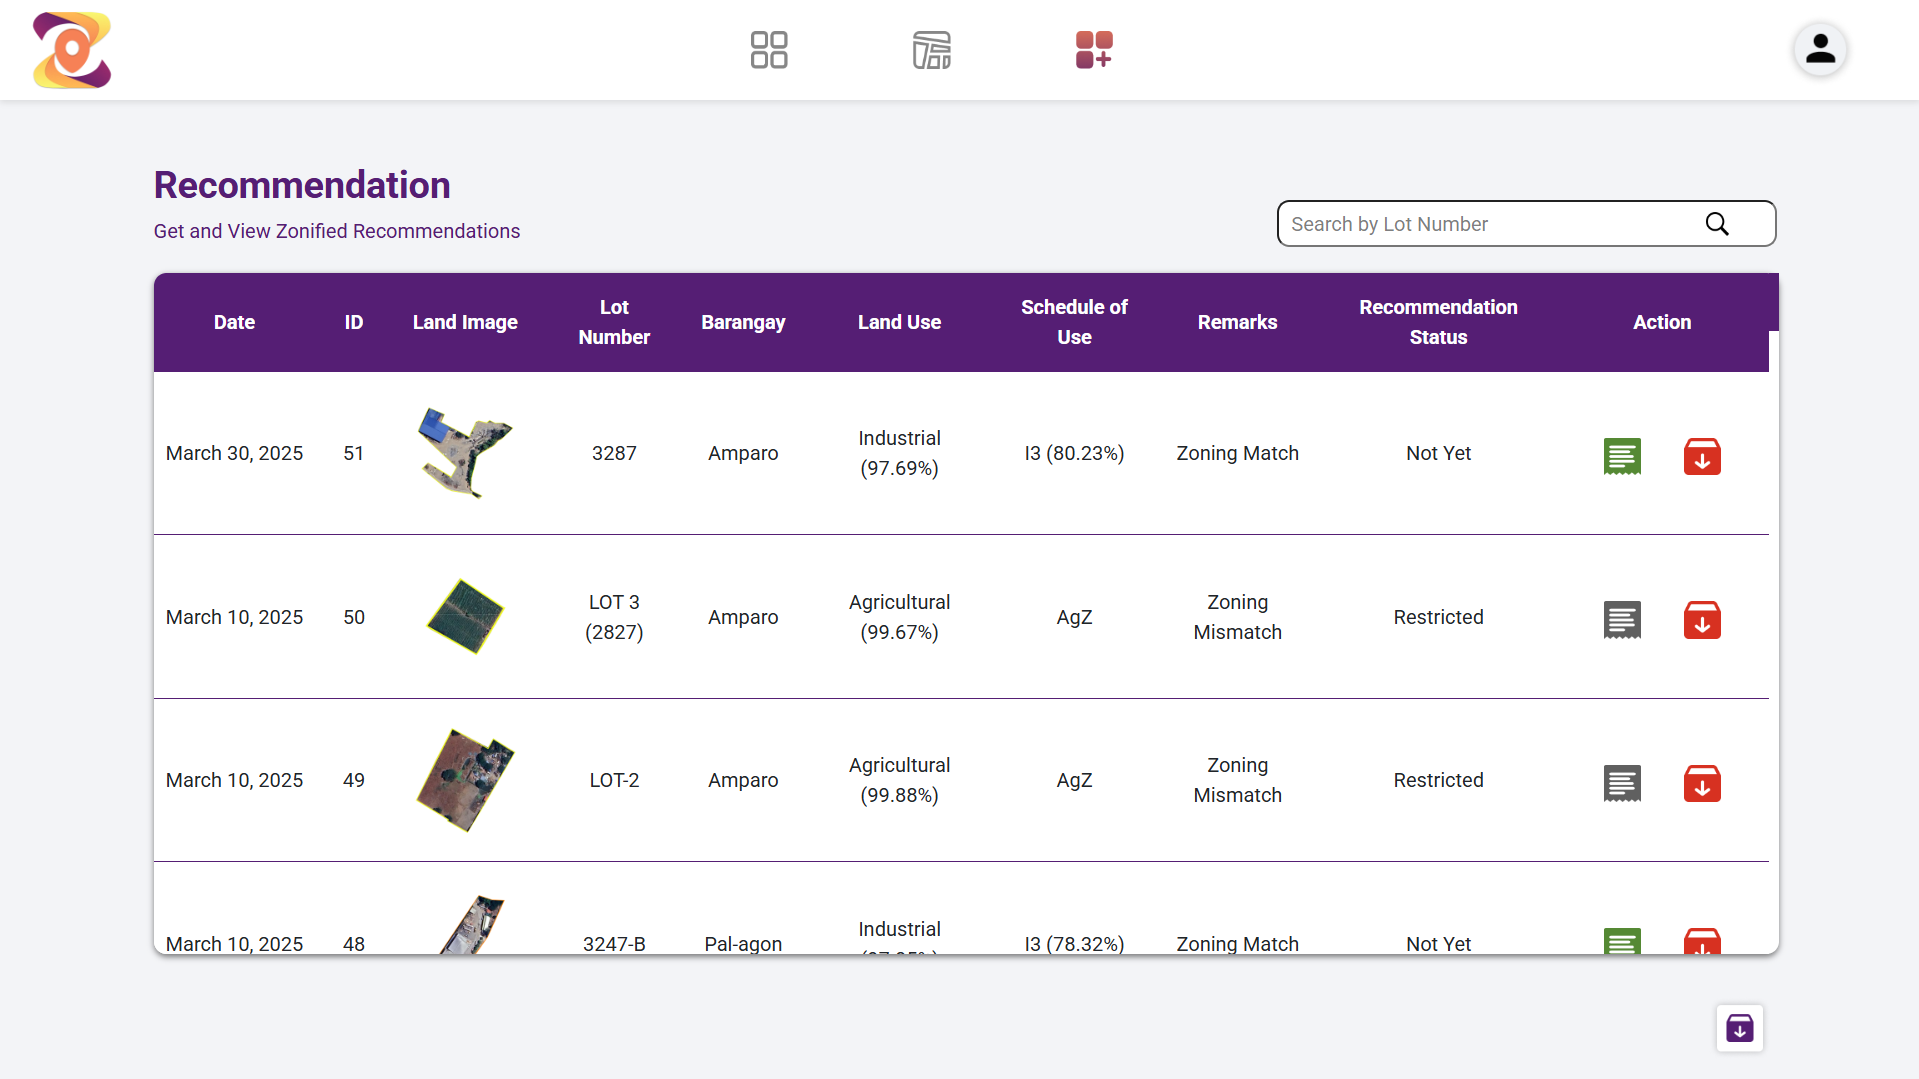 Recommendation
Get and View Zonified Recommendations
Search by Lot Number
Date
ID
Land Image
Lot
Number
Barangay
Land Use
Schedule of
Use
Remarks
Recommendation
Status
Action
March 30, 2025
51
3287
Amparo
Industrial
(97.69%)
I3 (80.23%)
Zoning Match
Not Yet
March 10, 2025
50
LOT 3
(2827)
Amparo
Agricultural
(99.67%)
AgZ
Zoning
Mismatch
Restricted
March 10, 2025
49
LOT-2
Amparo
Agricultural
(99.88%)
AgZ
Zoning
Mismatch
Restricted
March 10, 2025
48
3247-B
Pal-agon
Industrial
I3 (78.32%)
Zoning Match
Not Yet